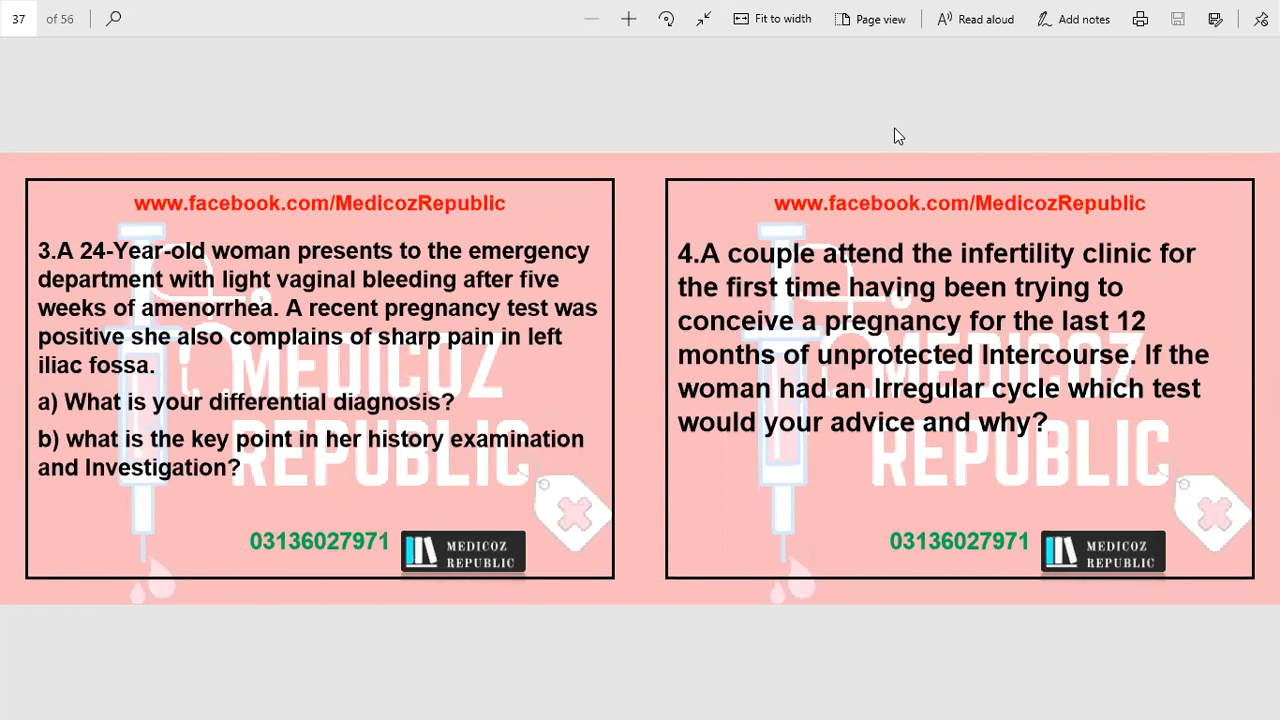 37 of 56
Fit to width
Page view
Read aloud
Add notes
www.facebook.com/MedicozRepublic
3.A 24-Year-old woman presents to the emergency
department with light vaginal bleeding after five
weeks of amenorrhea. A recent pregnancy test was
positive she also complains of sharp pain in left
iliac fossa.
a) What is your differential diagnosis?
b) what is the key point in her history examination
and Investigation?
MEDICOZ
REPUBLIC
03136027971
MEDICOZ
REPUBLIC
www.facebook.com/MedicozRepublic
4.A couple attend the infertility clinic for
the first time having been trying to
conceive a pregnancy for the last 12
months of unprotected Intercourse. If the
woman had an Irregular cycle which test
would your advice and why?
MEDICOZ
REPUBLIC
03136027971
MEDICOZ
REPUBLIC